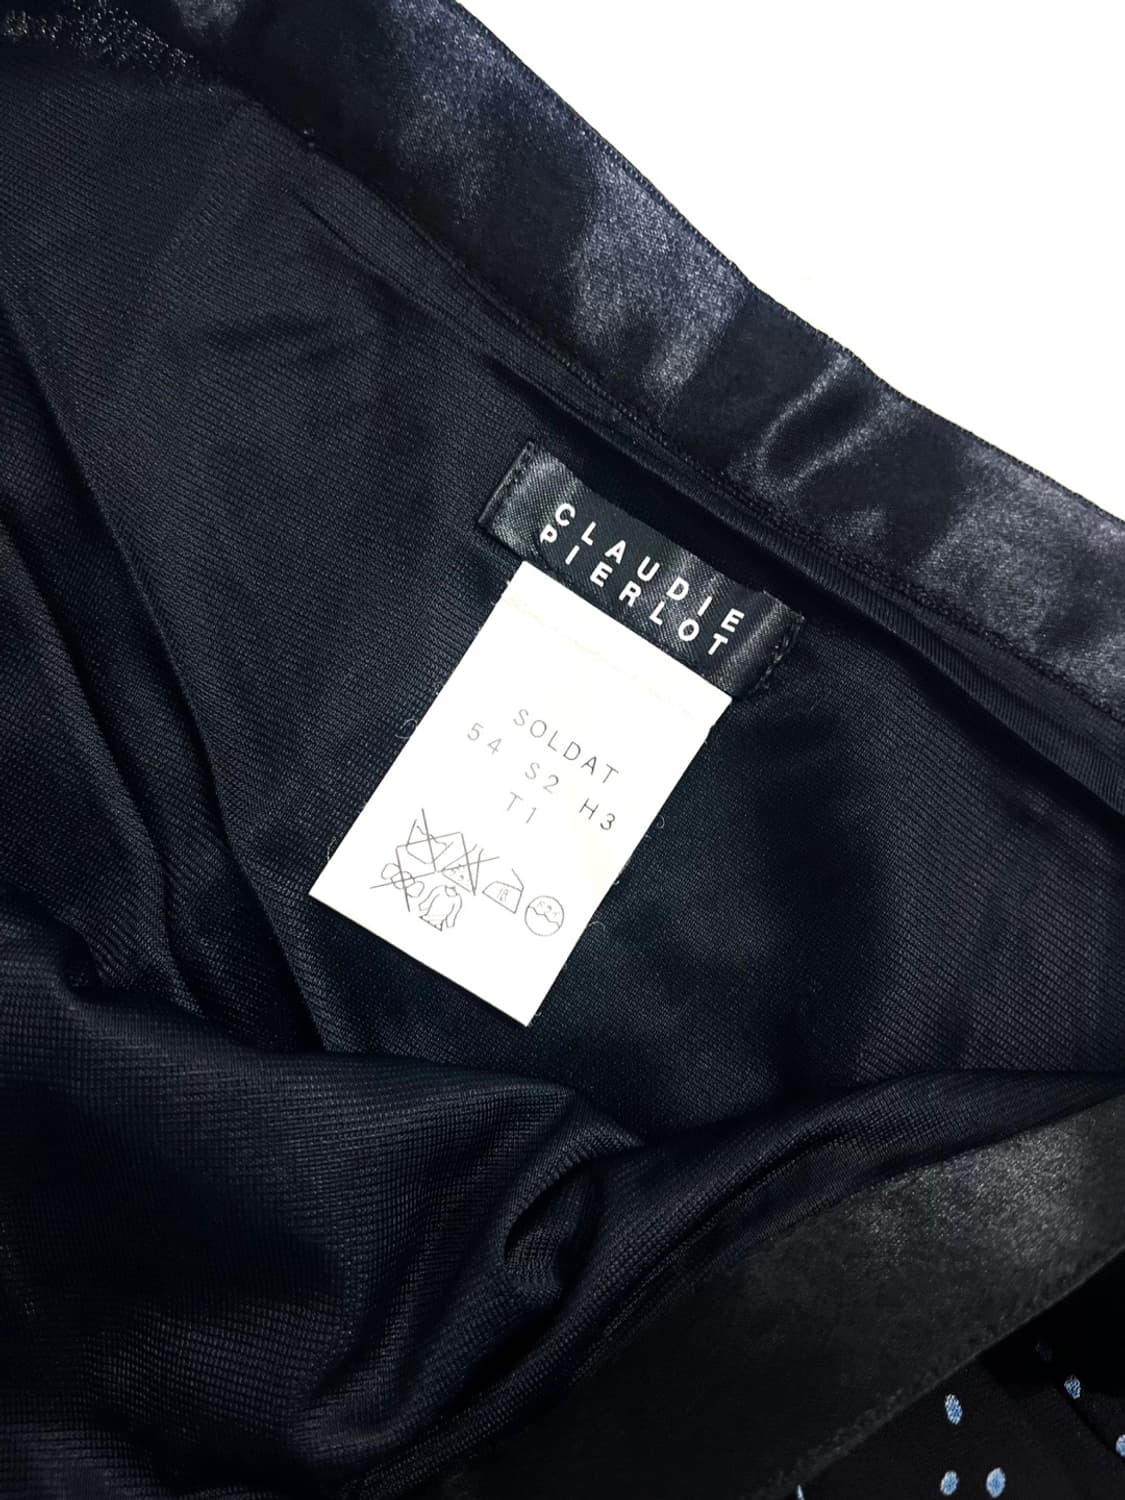 CLAUDIE
PIERLOT
SOLDAT
54 S2 H3
T1